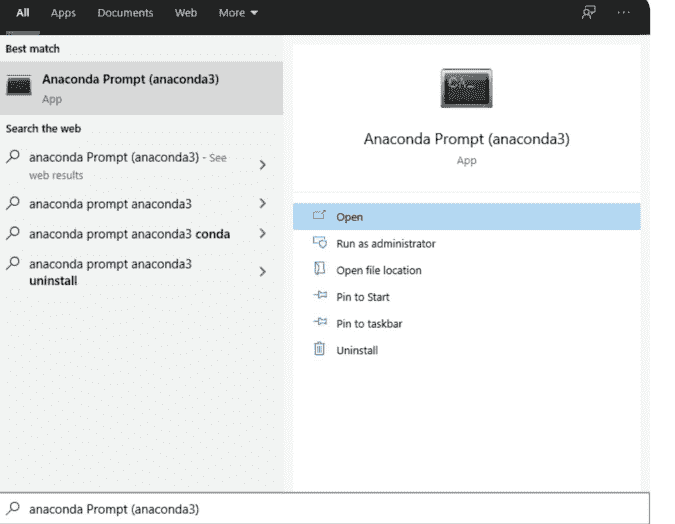 All Apps Documents Web More
Best match
Anaconda Prompt (anaconda3)
App
Search the web
anaconda Prompt (anaconda3) - See
web results
anaconda prompt anaconda3
anaconda prompt anaconda3 conda
anaconda prompt anaconda3
uninstall
C:\_
Anaconda Prompt (anaconda3)
App
Open
Run as administrator
Open file location
Pin to Start
Pin to taskbar
Uninstall
anaconda Prompt (anaconda3)